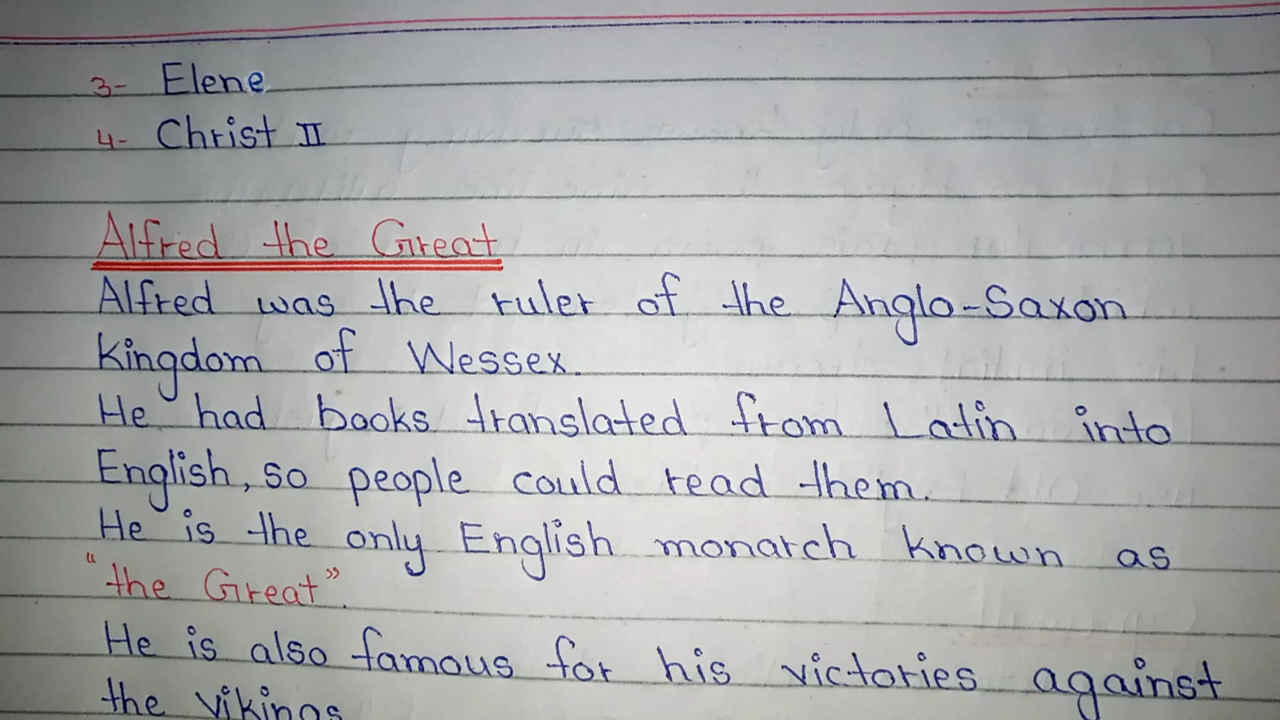 3- Elene
4- Christ II
Alfred the Great
Alfred was the ruler of the Anglo-Saxon
Kingdom of Wessex.
He had books translated from Latin into
English, so people could read them.
He is the only English monarch known as
"the Great".
He is also famous for his victories against
the Vikings